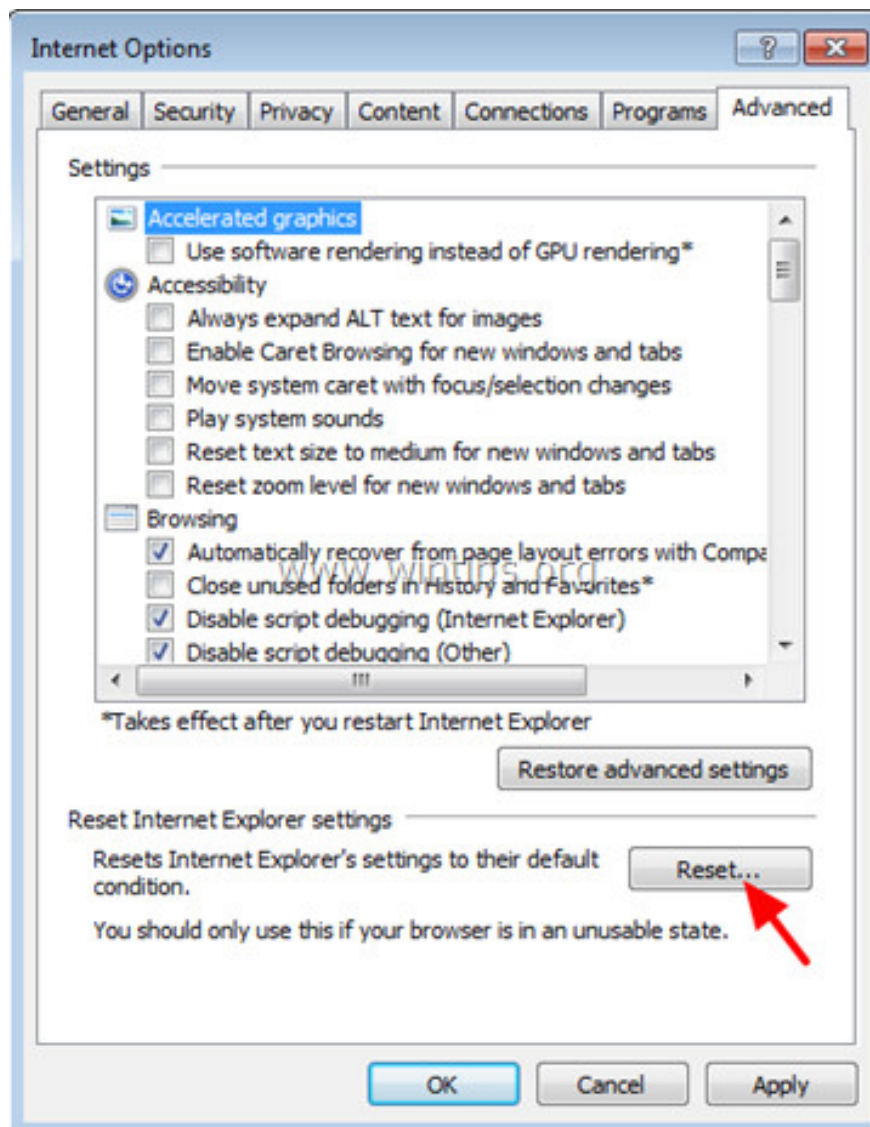 Internet Options
General Security Privacy Content Connections Programs Advanced
Settings
Accelerated graphics
Use software rendering instead of GPU rendering*
Accessibility
Always expand ALT text for images
Enable Caret Browsing for new windows and tabs
Move system caret with focus/selection changes
Play system sounds
Reset text size to medium for new windows and tabs
Reset zoom level for new windows and tabs
Browsing
Automatically recover from page layout errors with Compa
www.wintips.org
Close unused folders in History and Favorites*
Disable script debugging (Internet Explorer)
Disable script debugging (Other)
*Takes effect after you restart Internet Explorer
Restore advanced settings
Reset Internet Explorer settings
Resets Internet Explorer's settings to their default
condition.
Reset...
You should only use this if your browser is in an unusable state.
OK Cancel Apply